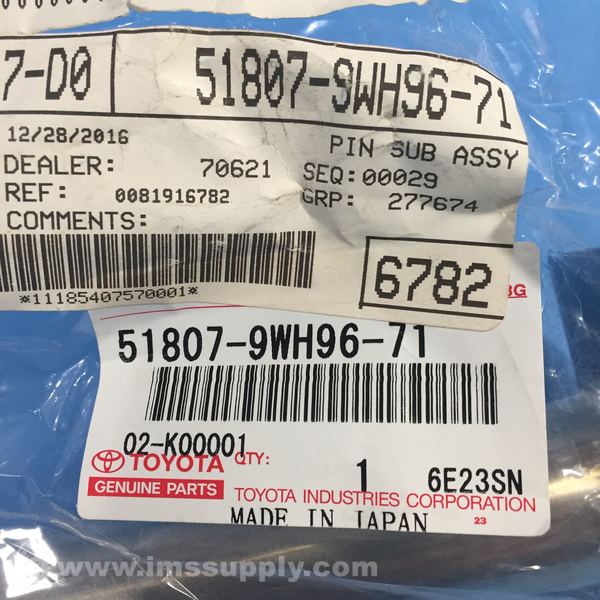 7-D0 51807-9WH96-71
12/28/2016 PIN SUB ASSY
DEALER: 70621 SEQ:00029
REF: 0081916782 GRP: 277674
COMMENTS:
*11185407570001* 6782
BG
51807-9WH96-71
02-K00001
TOYOTA QTY: 1 6E23SN
GENUINE PARTS TOYOTA INDUSTRIES CORPORATION
MADE IN JAPAN 23
www.imssupply.com